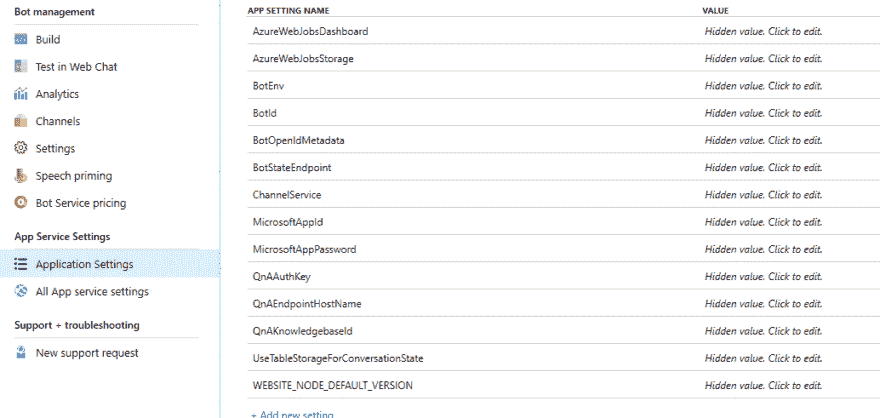 Bot management
Build
Test in Web Chat
Analytics
Channels
Settings
Speech priming
Bot Service pricing
App Service Settings
Application Settings
All App service settings
Support + troubleshooting
New support request
APP SETTING NAME VALUE
AzureWebJobsDashboard Hidden value. Click to edit.
AzureWebJobsStorage Hidden value. Click to edit.
BotEnv Hidden value. Click to edit.
BotId Hidden value. Click to edit.
BotOpenIdMetadata Hidden value. Click to edit.
BotStateEndpoint Hidden value. Click to edit.
ChannelService Hidden value. Click to edit.
MicrosoftAppId Hidden value. Click to edit.
MicrosoftAppPassword Hidden value. Click to edit.
QnAAuthKey Hidden value. Click to edit.
QnAEndpointHostName Hidden value. Click to edit.
QnAKnowledgebaseId Hidden value. Click to edit.
UseTableStorageForConversationState Hidden value. Click to edit.
WEBSITE_NODE_DEFAULT_VERSION Hidden value. Click to edit.
+ Add new setting